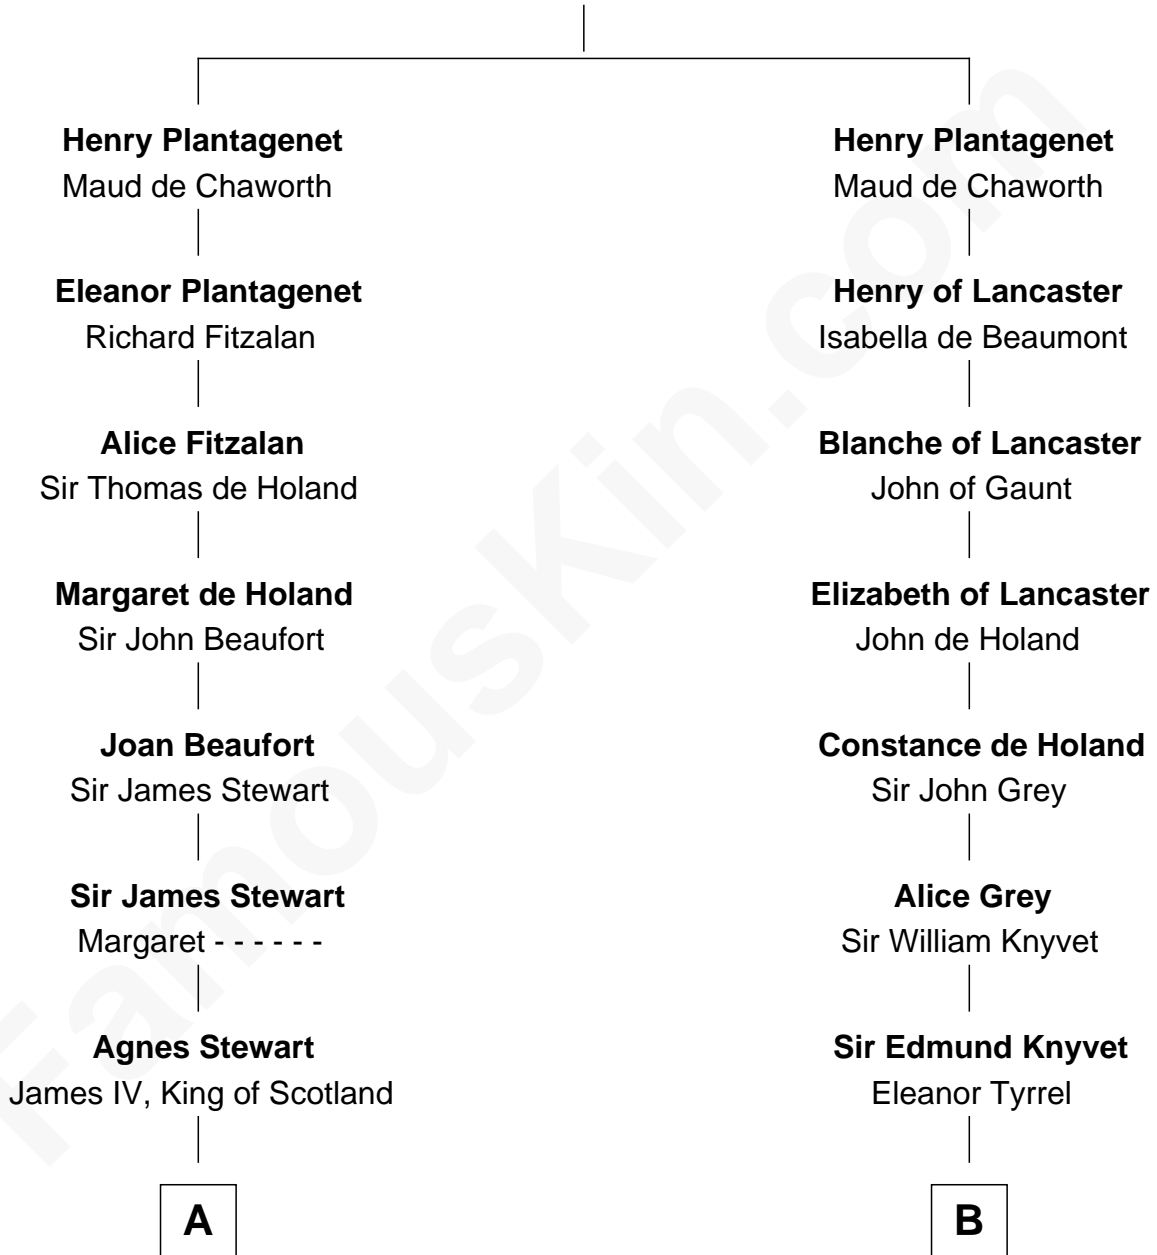 Henry Plantagenet
Maud de Chaworth
Eleanor Plantagenet
Richard Fitzalan
Alice Fitzalan
Sir Thomas de Holand
Margaret de Holand
Sir John Beaufort
Joan Beaufort
Sir James Stewart
Sir James Stewart
Margaret - - - - - -
Agnes Stewart
James IV, King of Scotland
A
Henry Plantagenet
Maud de Chaworth
Henry of Lancaster
Isabella de Beaumont
Blanche of Lancaster
John of Gaunt
Elizabeth of Lancaster
John de Holand
Constance de Holand
Sir John Grey
Alice Grey
Sir William Knyvet
Sir Edmund Knyvet
Eleanor Tyrrel
B
FamousKin.com